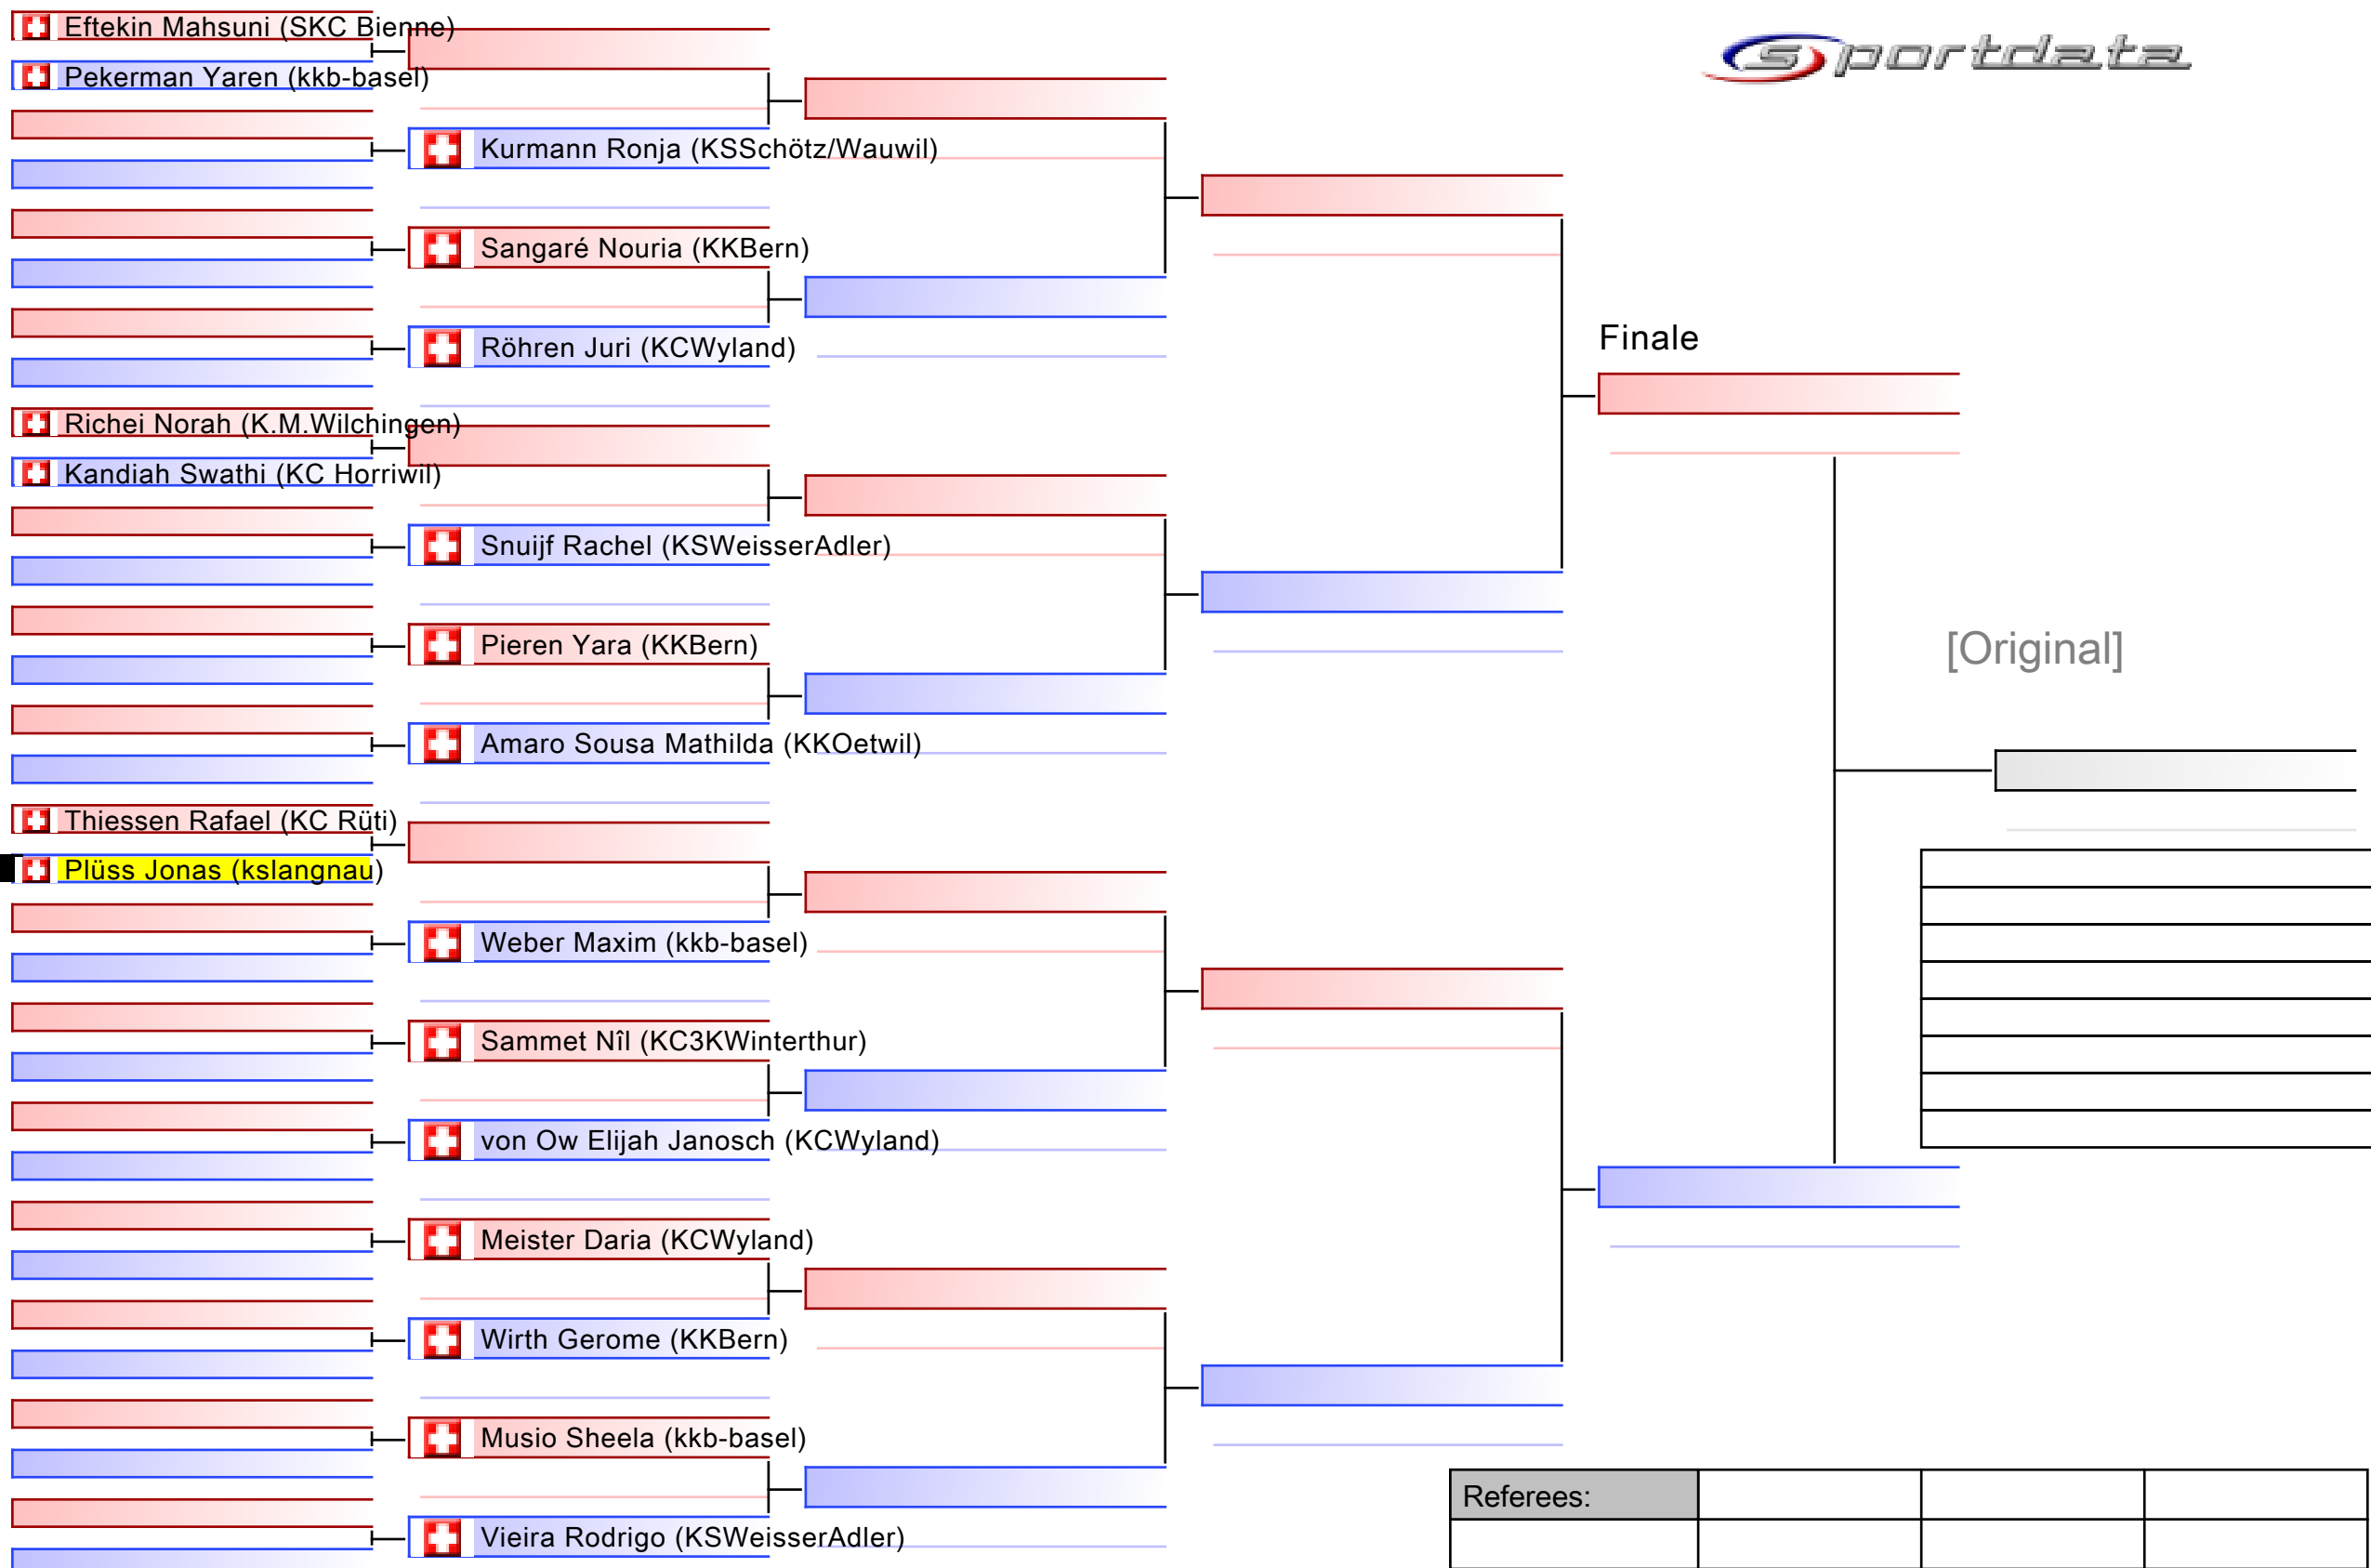 Eftekin Mahsuni (SKC Bienne)
Pekerman Yaren (kkb-basel)
sportdata
Kurmann Ronja (KSSchötz/Wauwil)
Sangaré Nouria (KKBern)
Röhren Juri (KCWyland)
Finale
Richei Norah (K.M.Wilchingen)
Kandiah Swathi (KC Horriwil)
Snuijf Rachel (KSWeisserAdler)
Pieren Yara (KKBern)
[Original]
Amaro Sousa Mathilda (KKOetwil)
Thiessen Rafael (KC Rüti)
Plüss Jonas (kslangnau)
Weber Maxim (kkb-basel)
Sammet Nîl (KC3KWinterthur)
von Ow Elijah Janosch (KCWyland)
Meister Daria (KCWyland)
Wirth Gerome (KKBern)
Musio Sheela (kkb-basel)
Referees:
Vieira Rodrigo (KSWeisserAdler)